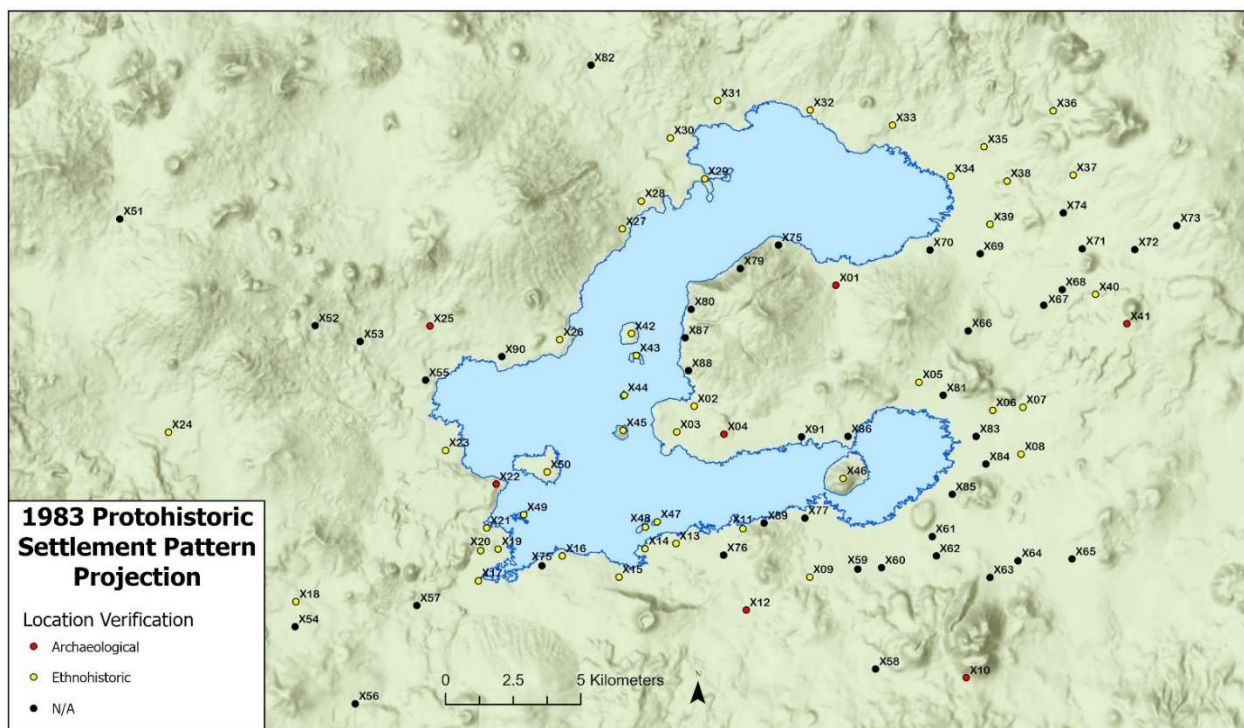 X82
X31
X32
X36
X33
X30
X35
X29
X34
X38
X37
X28
X74
X51
X27
X39
X73
X75
X70
X69
X71
X72
X79
X01
X68
X40
X80
X67
X52
X25
X42
X41
X53
X26
X87
X66
X90
X43
X55
X88
X05
X44
X02
X81
X06
X07
X24
X45
X03
X04
X91
X86
X83
X23
X08
X50
X84
X22
X46
X85
1983 Protohistoric
Settlement Pattern
Projection
Location Verification
Archaeological
Ethnohistoric
N/A
X49
X21
X48
X47
X11
X89
X77
X20
X19
X14
X13
X61
X75
X16
X76
X62
X17
X15
X09
X59
X60
X64
X65
X63
X18
X57
X12
X54
X58
X10
X56
0 2.5 5 Kilometers
N